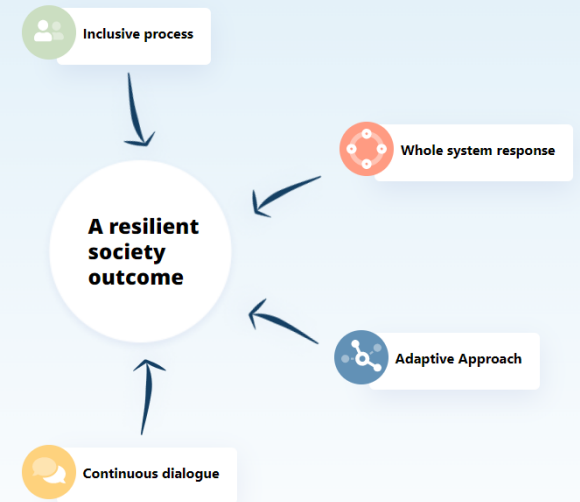 Inclusive process
Whole system response
A resilient
society
outcome
Adaptive Approach
Continuous dialogue